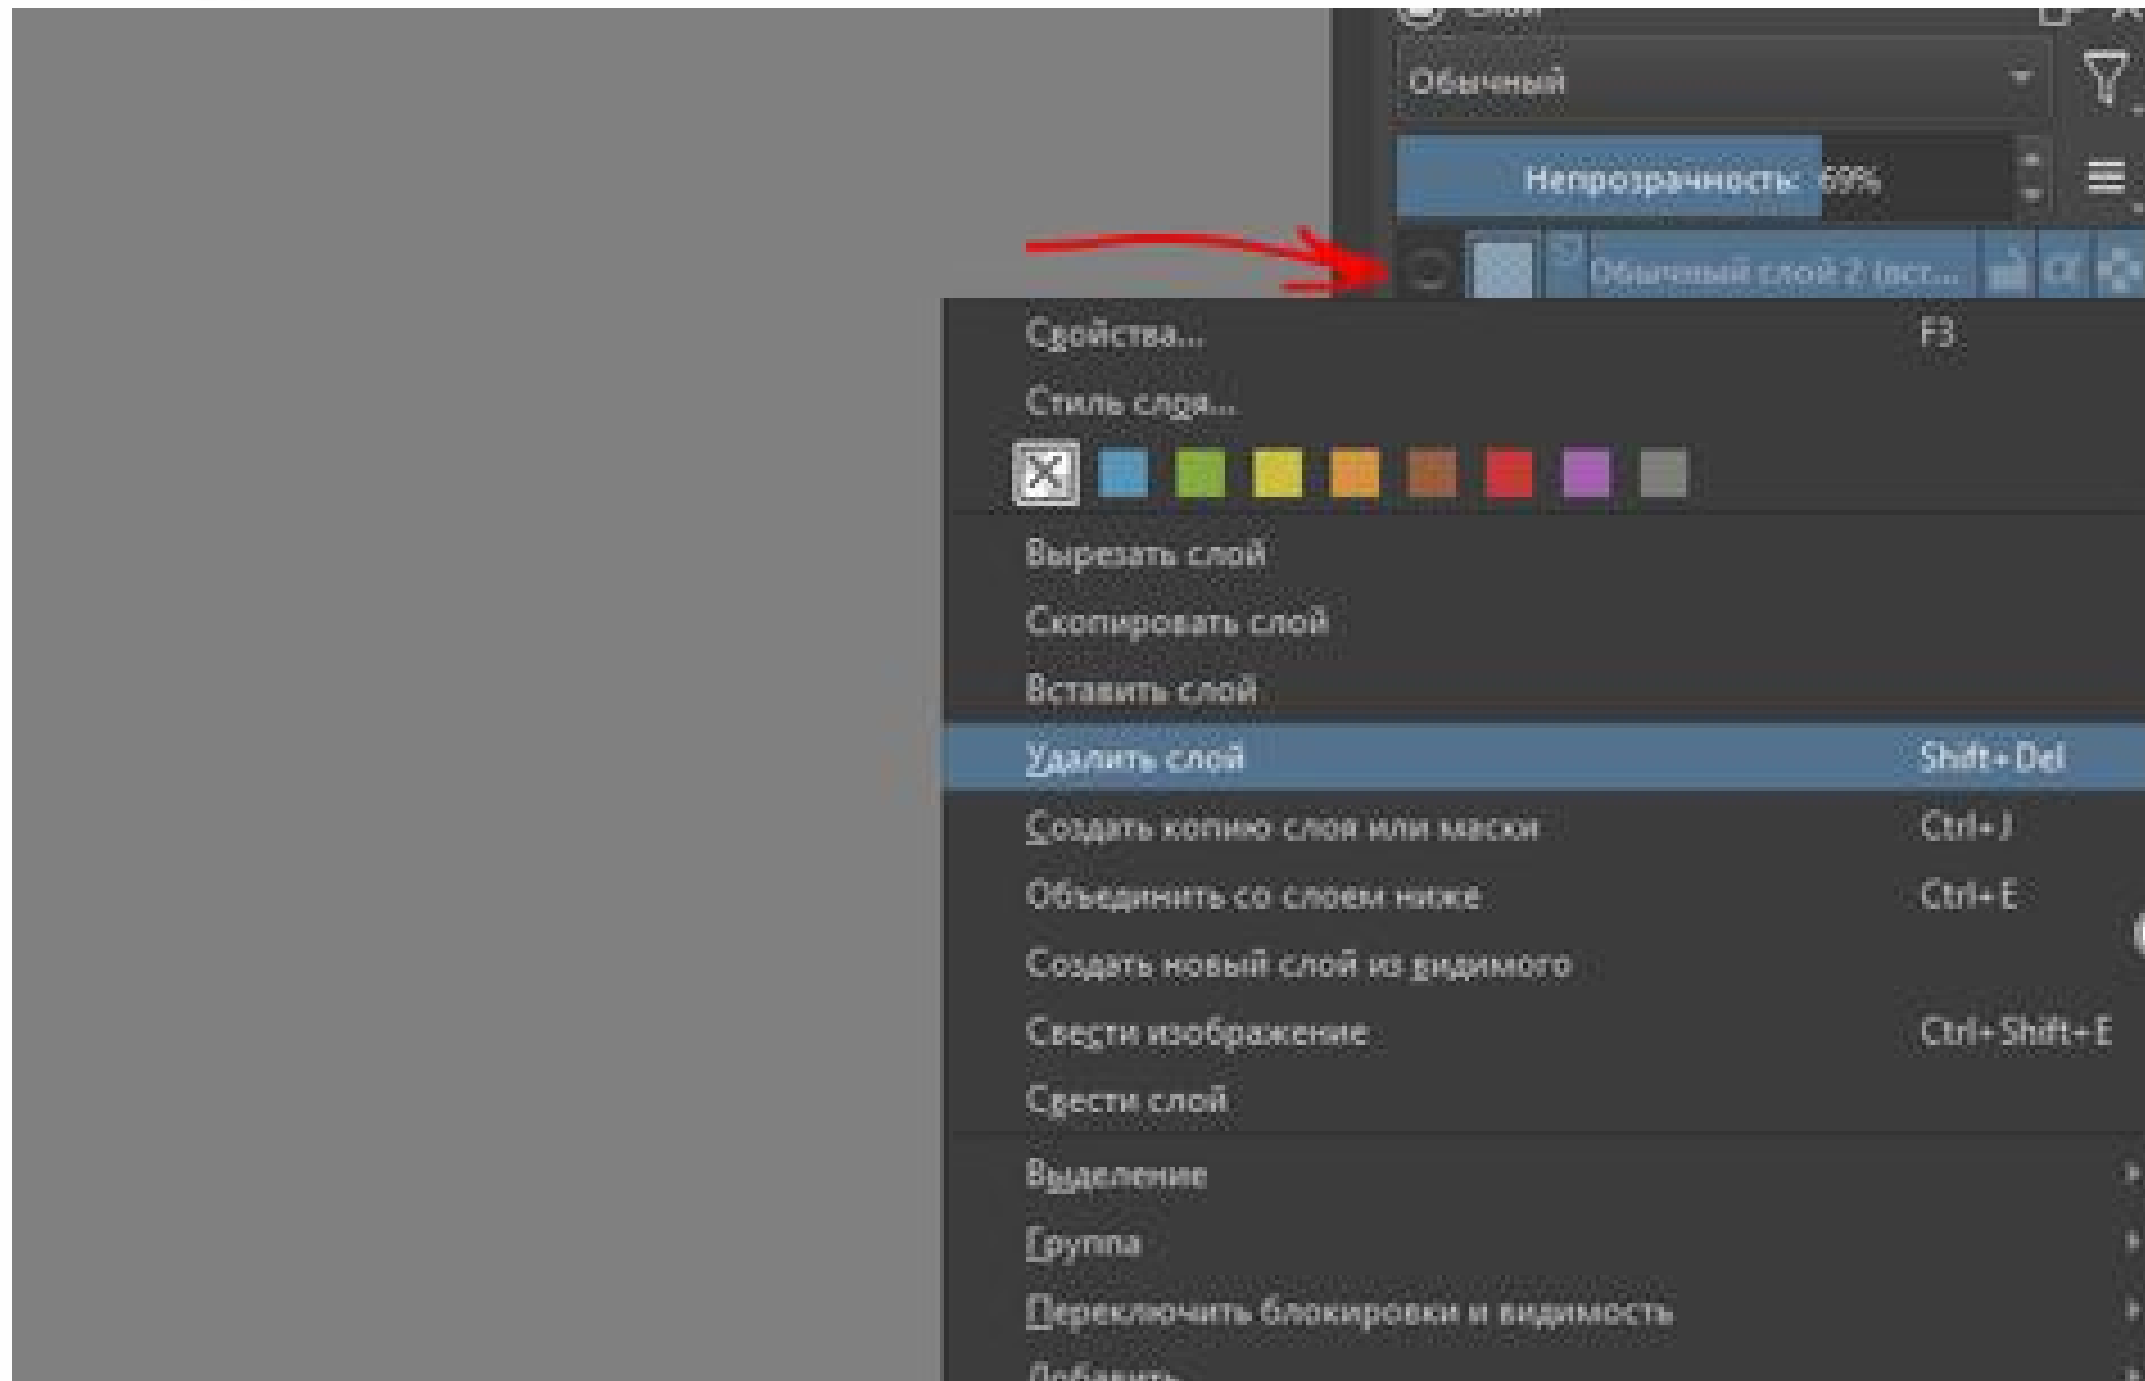 Обычный
Непрозрачность: 69%
Обычный слой 2 (вст...
Свойства... F3
Стиль слоя...
Вырезать слой
Скопировать слой
Вставить слой
Удалить слой Shift+Del
Создать копию слоя или маски Ctrl+J
Объединить со слоем ниже Ctrl+E
Создать новый слой из видимого
Свести изображение Ctrl+Shift+E
Свести слой
Выделение
Группа
Переключить блокировки и видимость
Добавить